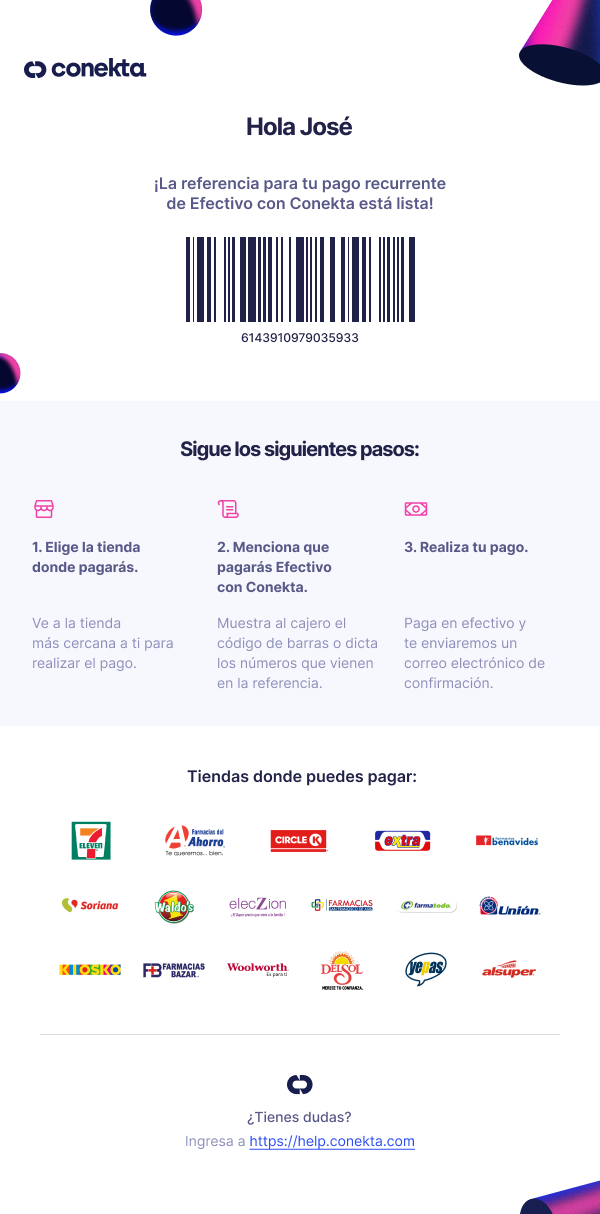 conekta
Hola José
¡La referencia para tu pago recurrente
de Efectivo con Conekta está lista!
6143910979035933
Sigue los siguientes pasos:
1. Elige la tienda
donde pagarás.
Ve a la tienda
más cercana a ti para
realizar el pago.
2. Menciona que
pagarás Efectivo
con Conekta.
Muestra al cajero el
código de barras o dicta
los números que vienen
en la referencia.
3. Realiza tu pago.
Paga en efectivo y
te enviaremos un
correo electrónico de
confirmación.
Tiendas donde puedes pagar:
7 ELEVEN
Farmacias del
Ahorro
Te queremos... bien.
CIRCLE K
extra
benavides
Soriana
Waldo's
elecZion
FARMACIAS
farmatodo
Unión
KIOSKO
FB FARMACIAS
BAZAR
Woolworth
Es para ti
DELSOL
MERECE TU CONFIANZA.
yepas
alsuper
¿Tienes dudas?
Ingresa a https://help.conekta.com